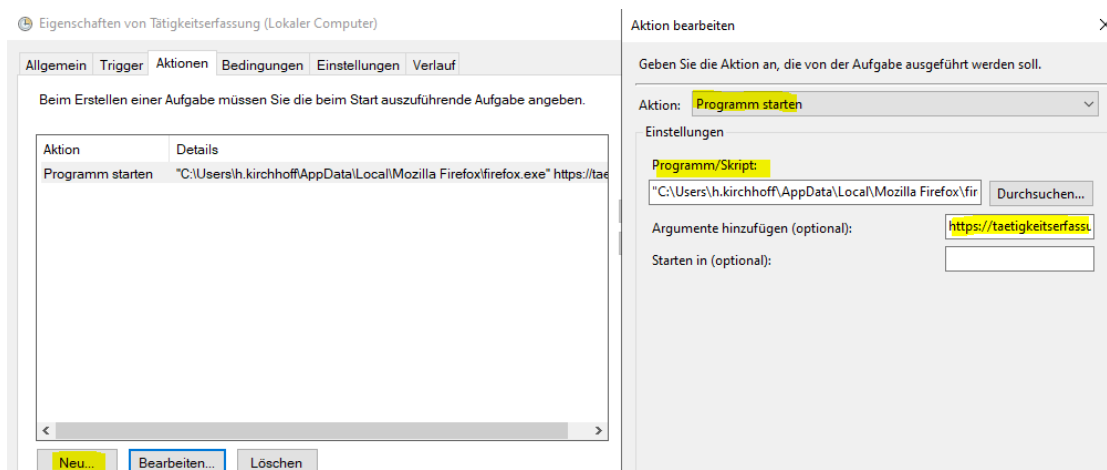 Eigenschaften von Tätigkeitserfassung (Lokaler Computer)
Allgemein Trigger Aktionen Bedingungen Einstellungen Verlauf
Beim Erstellen einer Aufgabe müssen Sie die beim Start auszuführende Aufgabe angeben.
Aktion Details
Programm starten "C:\Users\h.kirchhoff\AppData\Local\Mozilla Firefox\firefox.exe" https://tae
Neu... Bearbeiten... Löschen
Aktion bearbeiten
Geben Sie die Aktion an, die von der Aufgabe ausgeführt werden soll.
Aktion: Programm starten
Einstellungen
Programm/Skript:
"C:\Users\h.kirchhoff\AppData\Local\Mozilla Firefox\fir Durchsuchen...
Argumente hinzufügen (optional): https://taetigkeitserfassu
Starten in (optional):